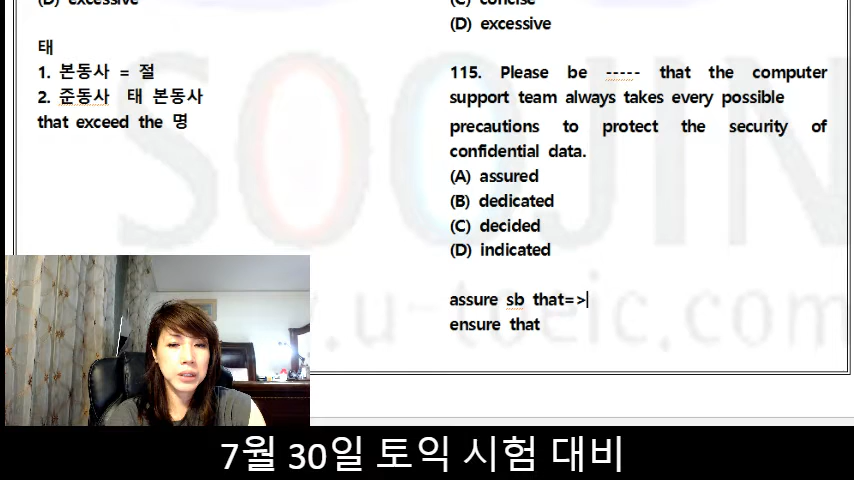 (D) excessive
태
1. 본동사 = 절
2. 준동사 태 본동사
that exceed the 명
(C) concise
(D) excessive
115. Please be ----- that the computer
support team always takes every possible
precautions to protect the security of
confidential data.
(A) assured
(B) dedicated
(C) decided
(D) indicated
assure sb that=>
ensure that
SOOJIN
.u-toeic.com
7월 30일 토익 시험 대비